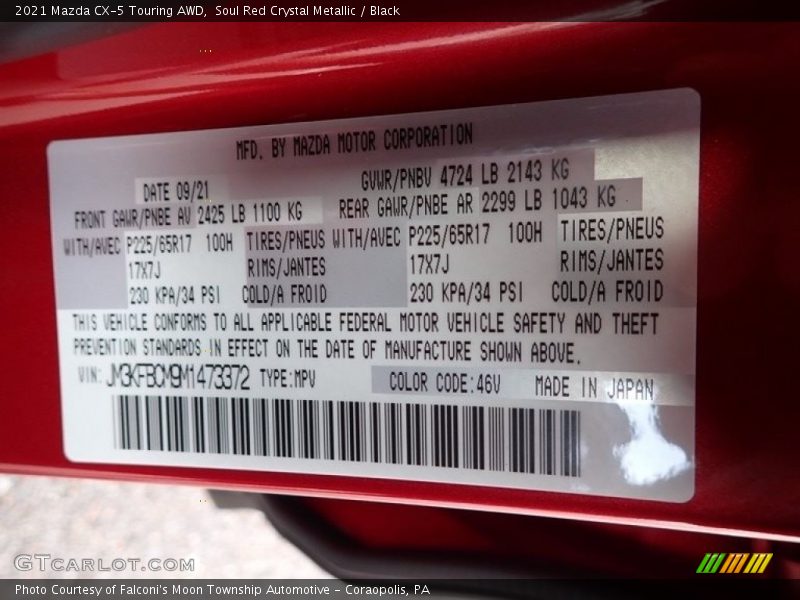 2021 Mazda CX-5 Touring AWD, Soul Red Crystal Metallic / Black
MFD. BY MAZDA MOTOR CORPORATION
DATE 09/21 GVWR/PNBV 4724 LB 2143 KG
FRONT GAWR/PNBE AV 2425 LB 1100 KG REAR GAWR/PNBE AR 2299 LB 1043 KG
WITH/AVEC P225/65R17 100H TIRES/PNEUS WITH/AVEC P225/65R17 100H TIRES/PNEUS
17X7J RIMS/JANTES 17X7J RIMS/JANTES
230 KPA/34 PSI COLD/A FROID 230 KPA/34 PSI COLD/A FROID
THIS VEHICLE CONFORMS TO ALL APPLICABLE FEDERAL MOTOR VEHICLE SAFETY AND THEFT
PREVENTION STANDARDS IN EFFECT ON THE DATE OF MANUFACTURE SHOWN ABOVE.
VIN: JM3KFBCM9M1473372 TYPE:MPV COLOR CODE:46V MADE IN JAPAN
GTCARLOT.COM
Photo Courtesy of Falconi's Moon Township Automotive - Coraopolis, PA